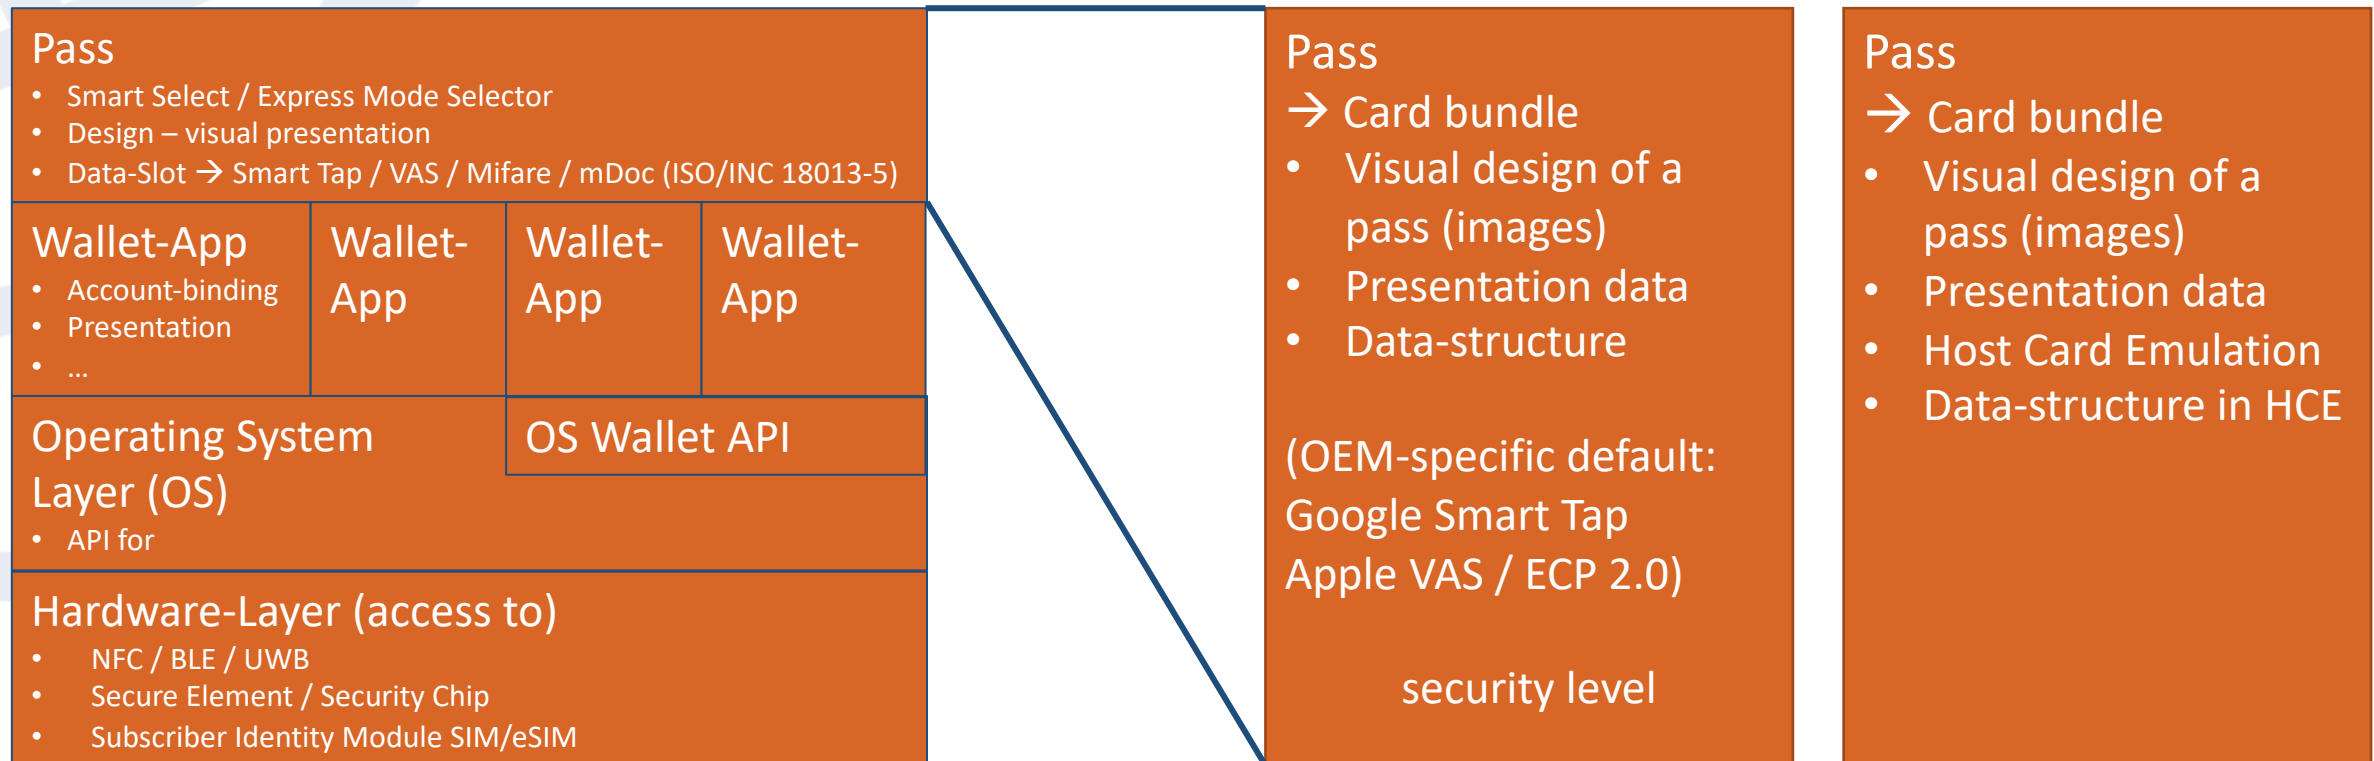 Pass
• Smart Select / Express Mode Selector
• Design – visual presentation
• Data-Slot → Smart Tap / VAS / Mifare / mDoc (ISO/INC 18013-5)
Wallet-App
• Account-binding
• Presentation
• ...
Wallet-
App
Wallet-
App
Wallet-
App
Operating System
Layer (OS)
• API for
OS Wallet API
Hardware-Layer (access to)
• NFC / BLE / UWB
• Secure Element / Security Chip
• Subscriber Identity Module SIM/eSIM
Pass
→ Card bundle
• Visual design of a
pass (images)
• Presentation data
• Data-structure
(OEM-specific default:
Google Smart Tap
Apple VAS / ECP 2.0)
security level
Pass
→ Card bundle
• Visual design of a
pass (images)
• Presentation data
• Host Card Emulation
• Data-structure in HCE